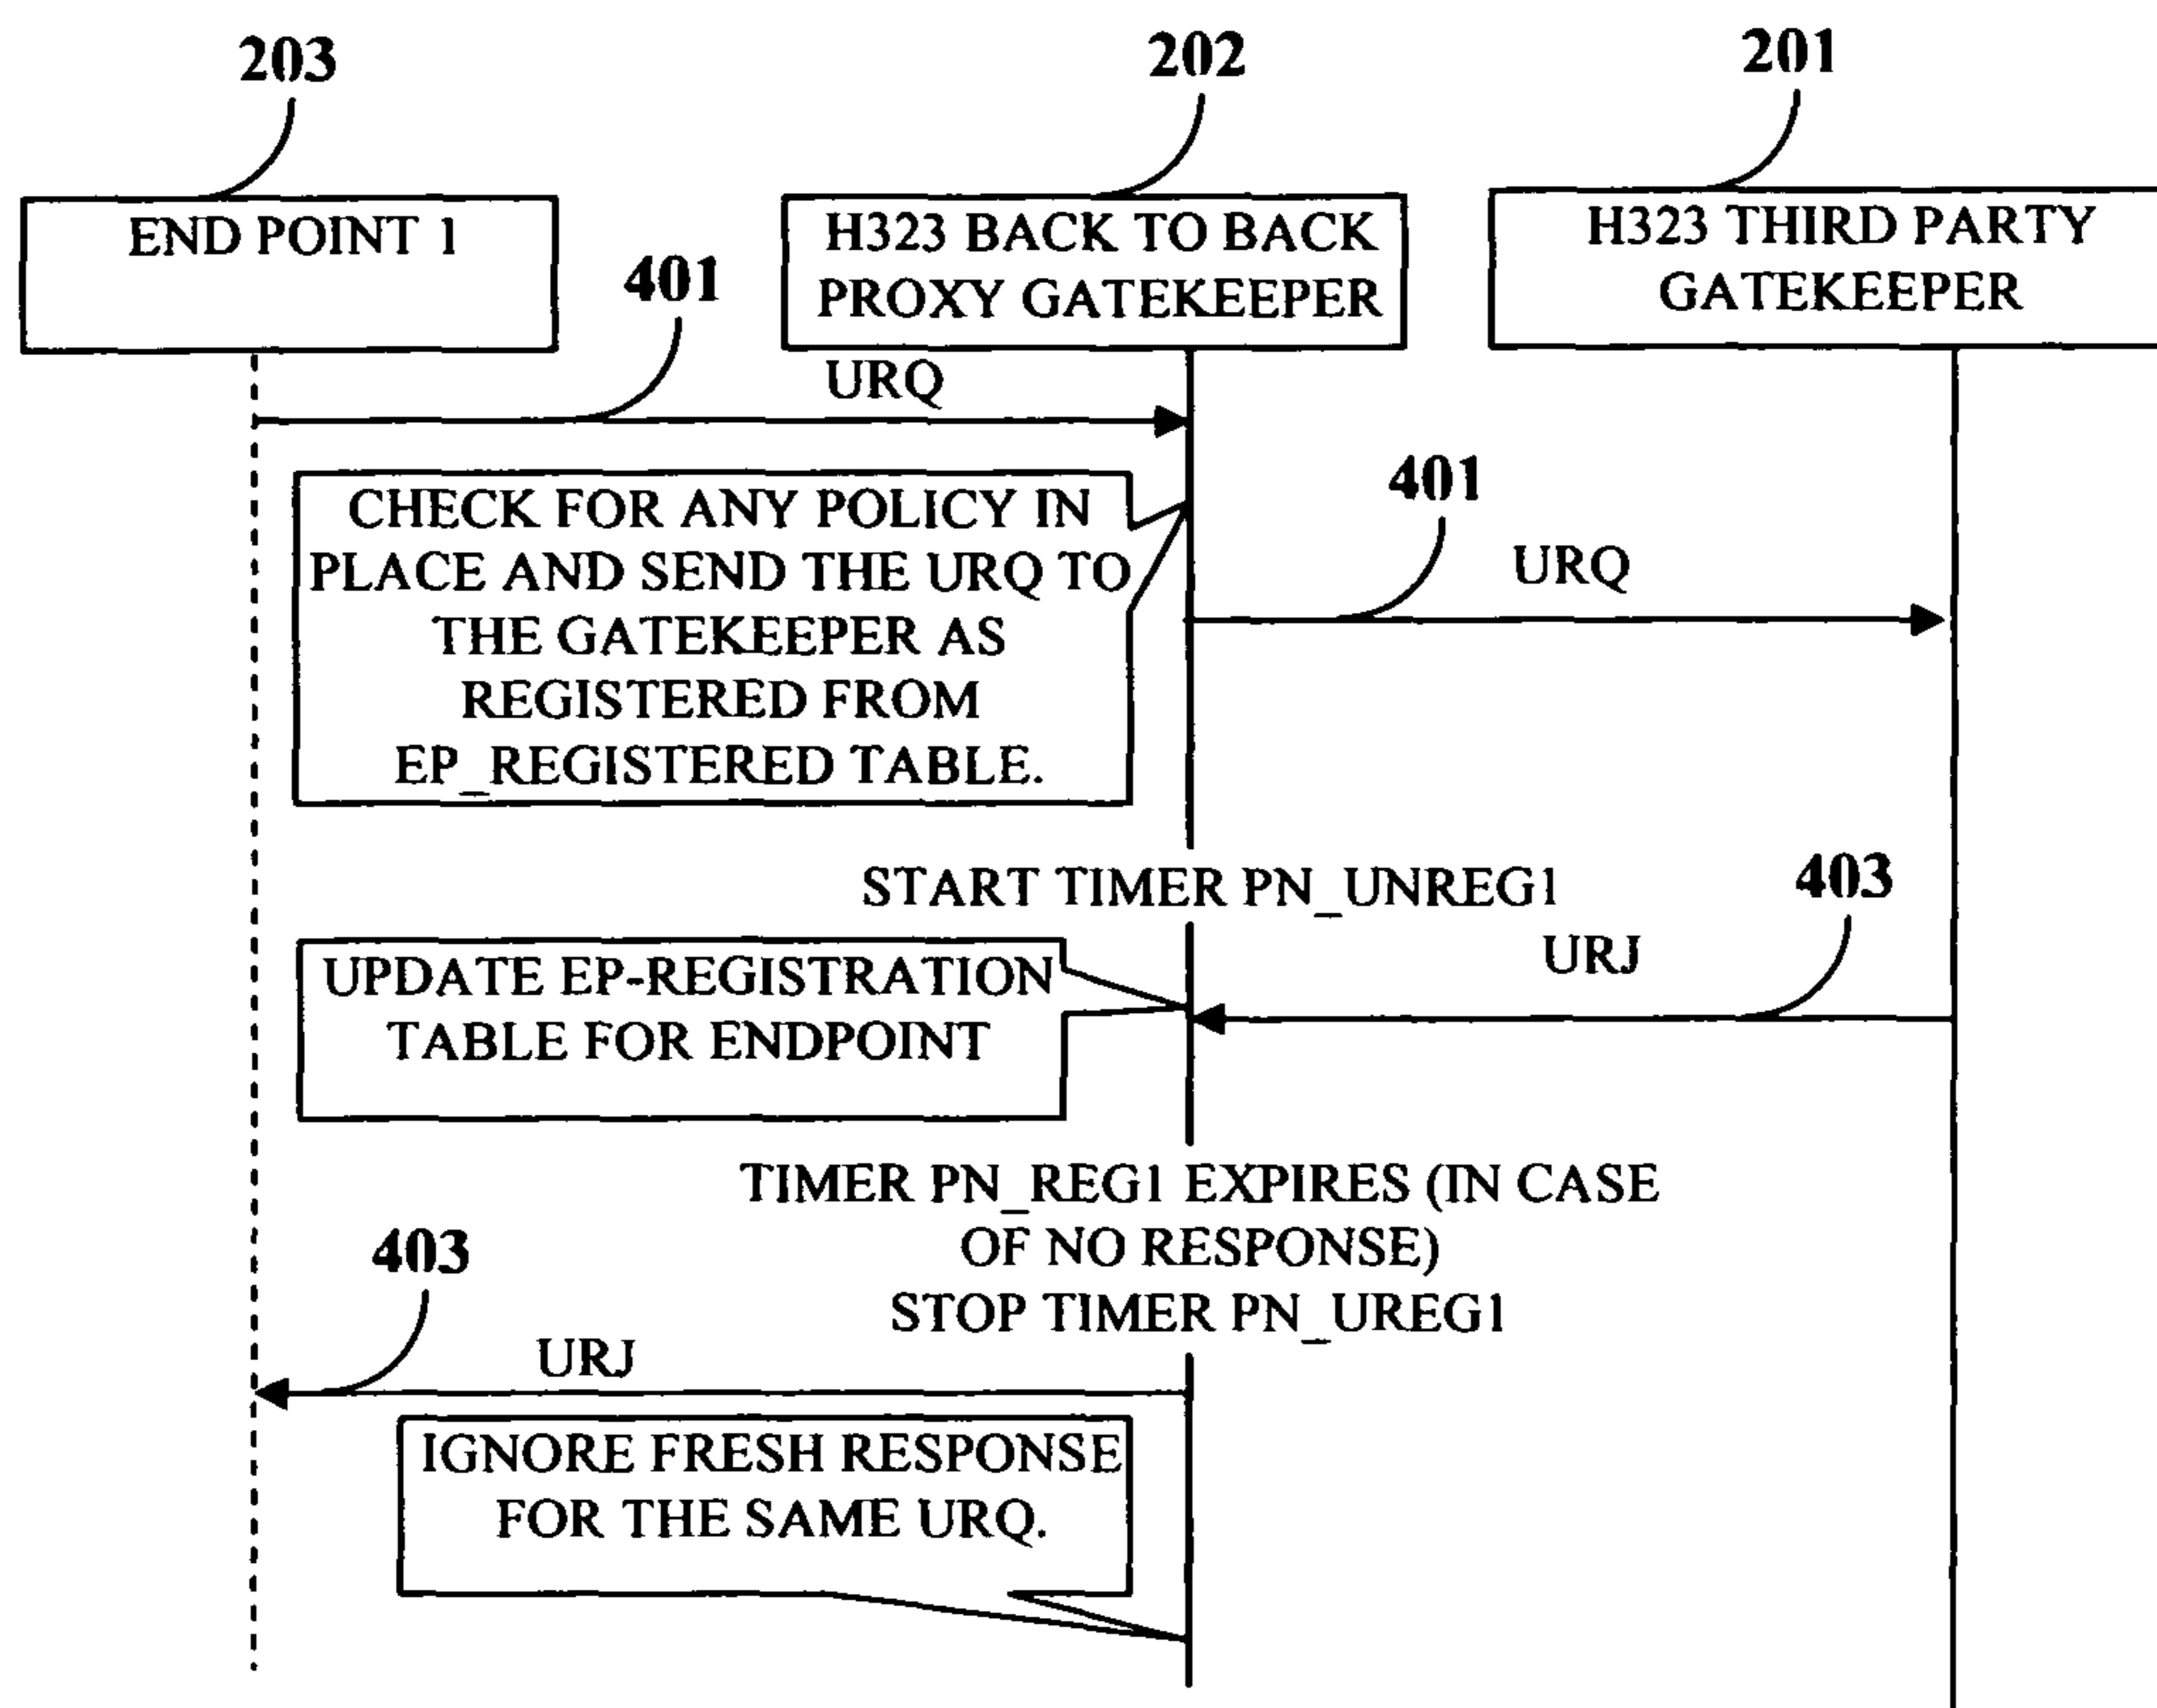 203
202
201
END POINT 1
H323 BACK TO BACK
PROXY GATEKEEPER
H323 THIRD PARTY
GATEKEEPER
401
URQ
CHECK FOR ANY POLICY IN
PLACE AND SEND THE URQ TO
THE GATEKEEPER AS
REGISTERED FROM
EP_REGISTERED TABLE.
401
URQ
START TIMER PN_UNREG1
403
URJ
UPDATE EP-REGISTRATION
TABLE FOR ENDPOINT
TIMER PN_REG1 EXPIRES (IN CASE
OF NO RESPONSE)
STOP TIMER PN_UREG1
403
URJ
IGNORE FRESH RESPONSE
FOR THE SAME URQ.